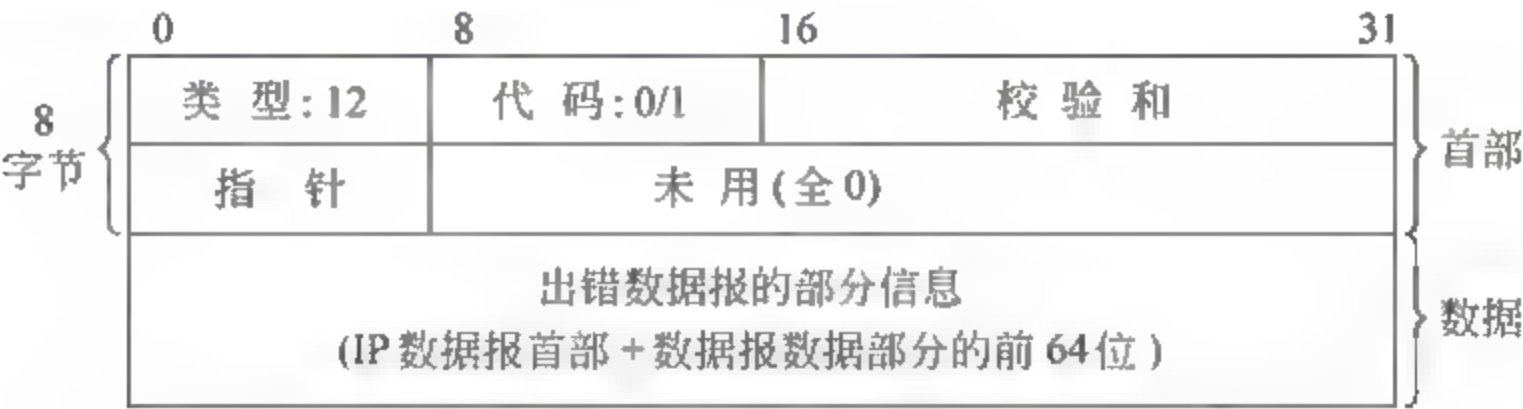 0 8 16 31
8
字节
类 型:12 代 码:0/1 校 验 和
首部
指 针 未 用(全0)
出错数据报的部分信息
(IP数据报首部+数据报数据部分的前64位)
数据